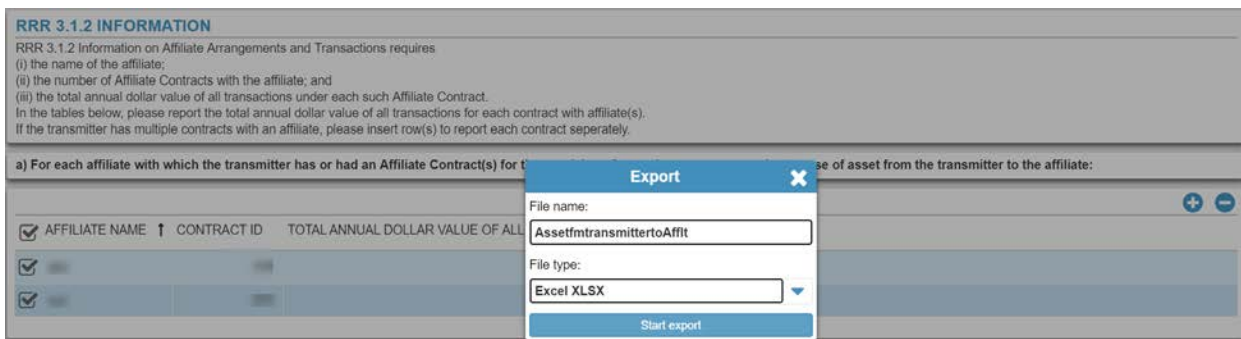 RRR 3.1.2 INFORMATION
RRR 3.1.2 Information on Affiliate Arrangements and Transactions requires
(i) the name of the affiliate;
(ii) the number of Affiliate Contracts with the affiliate; and
(iii) the total annual dollar value of all transactions under each such Affiliate Contract.
In the tables below, please report the total annual dollar value of all transactions for each contract with affiliate(s).
If the transmitter has multiple contracts with an affiliate, please insert row(s) to report each contract seperately.
a) For each affiliate with which the transmitter has or had an Affiliate Contract(s) for of asset from the transmitter to the affiliate:
Export
File name:
AFFILIATE NAME CONTRACT ID TOTAL ANNUAL DOLLAR VALUE OF ALL
AssetfmtransmittertoAfflt
File type:
Excel XLSX
Start export